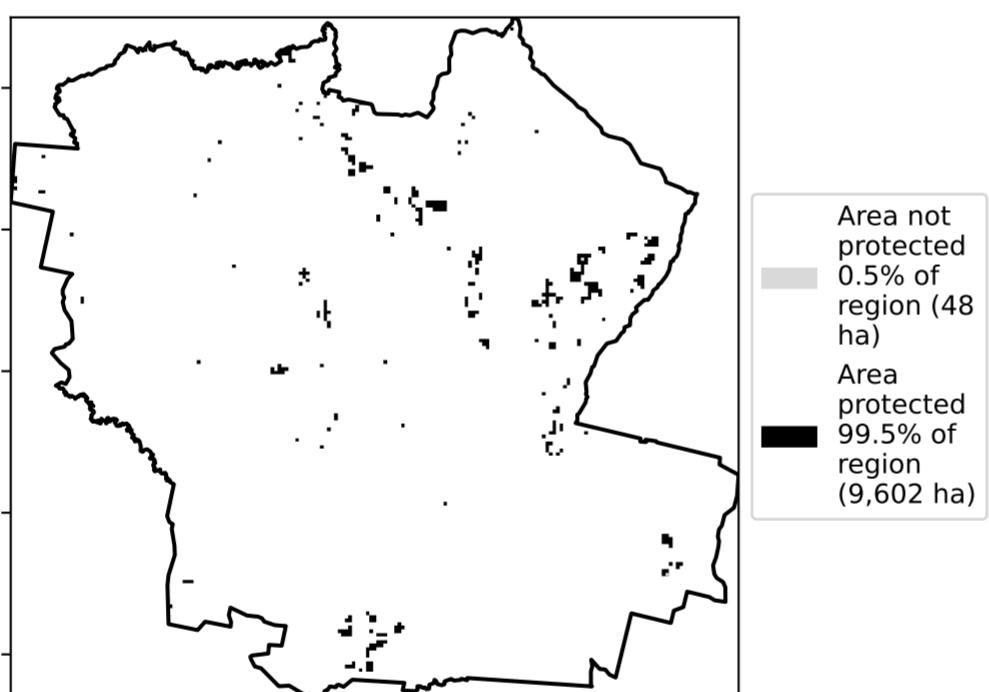 Area not
protected
0.5% of
region (48
ha)
Area
protected
99.5% of
region
(9,602 ha)